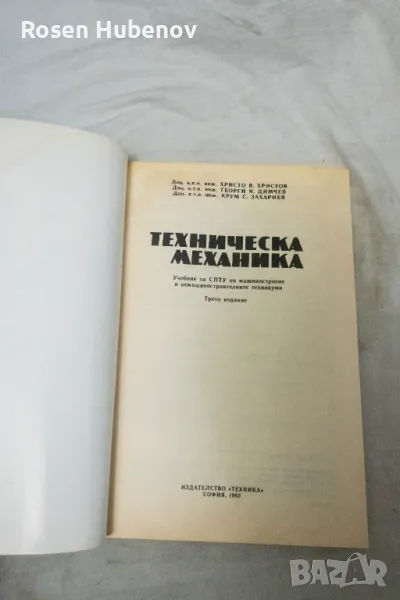 Rosen Hubenov
Доц. к.т.н. инж. ХРИСТО В. ХРИСТОВ
Доц. к.т.н. инж. ГЕОРГИ Н. ДИМЧЕВ
Доц. к.т.н. инж. КРУМ С. ЗАХАРИЕВ
ТЕХНИЧЕСКА
МЕХАНИКА
Учебник за СПТУ по машиностроене
и немашиностроителните техникуми
Трето издание
ИЗДАТЕЛСТВО «ТЕХНИКА»
СОФИЯ,
BAZAR